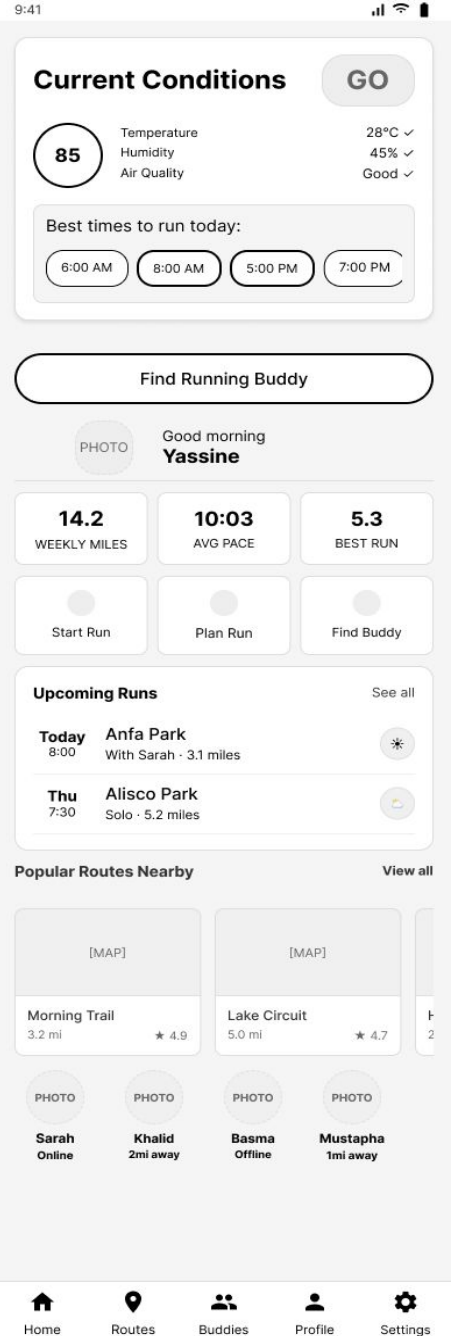 9:41
Current Conditions GO
85
Temperature 28°C ✓
Humidity 45% ✓
Air Quality Good ✓
Best times to run today:
6:00 AM 8:00 AM 5:00 PM 7:00 PM
Find Running Buddy
PHOTO
Good morning
Yassine
14.2 10:03 5.3
WEEKLY MILES AVG PACE BEST RUN
Start Run Plan Run Find Buddy
Upcoming Runs See all
Today Anfa Park
8:00 With Sarah · 3.1 miles
Thu Alisco Park
7:30 Solo · 5.2 miles
Popular Routes Nearby View all
[MAP] [MAP]
Morning Trail Lake Circuit
3.2 mi ★ 4.9 5.0 mi ★ 4.7 2
PHOTO PHOTO PHOTO PHOTO
Sarah Khalid Basma Mustapha
Online 2mi away Offline 1mi away
Home Routes Buddies Profile Settings